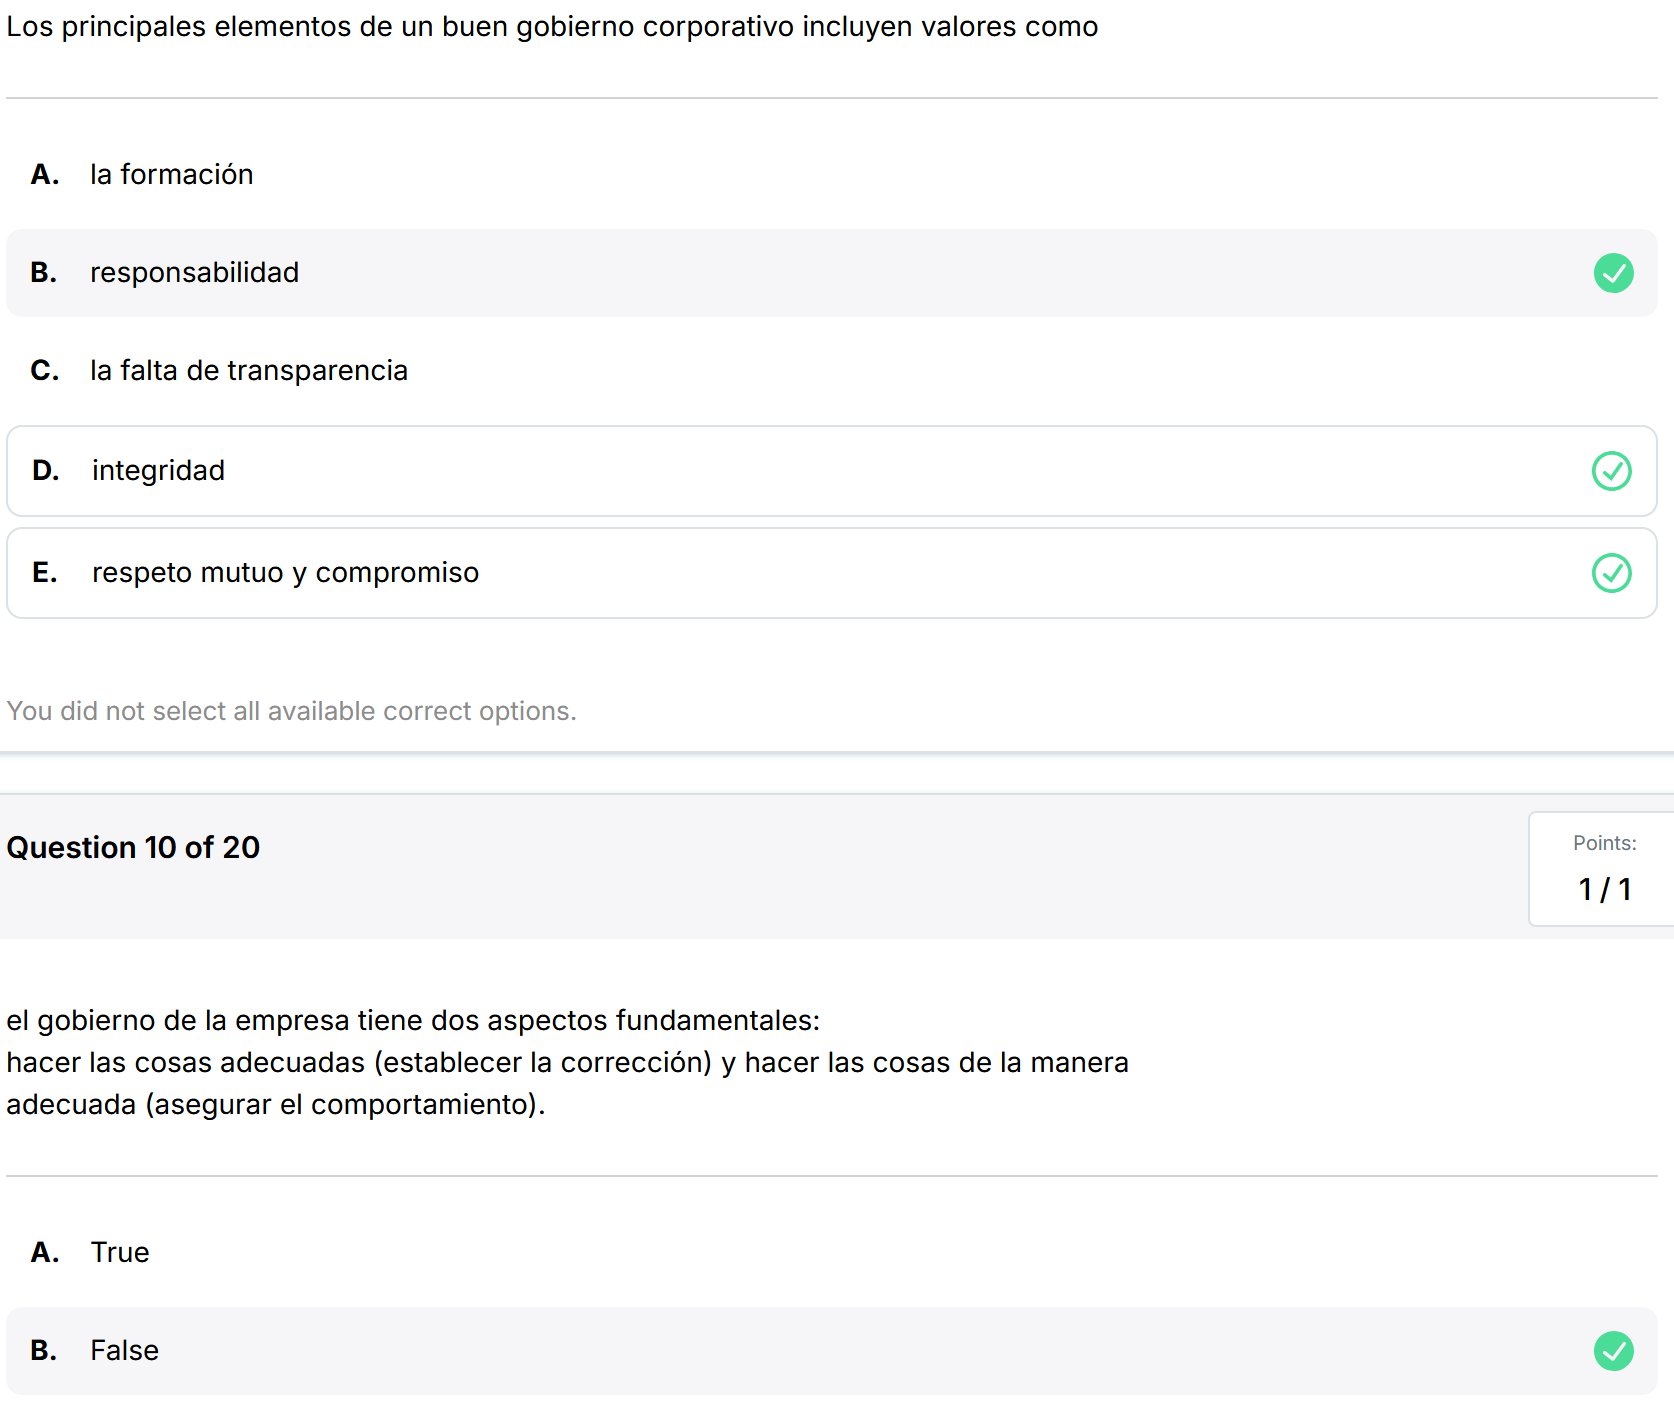 Los principales elementos de un buen gobierno corporativo incluyen valores como
A. la formación
B. responsabilidad
C. la falta de transparencia
D. integridad
E. respeto mutuo y compromiso
You did not select all available correct options.
Question 10 of 20
Points:
1 / 1
el gobierno de la empresa tiene dos aspectos fundamentales:
hacer las cosas adecuadas (establecer la corrección) y hacer las cosas de la manera
adecuada (asegurar el comportamiento).
A. True
B. False